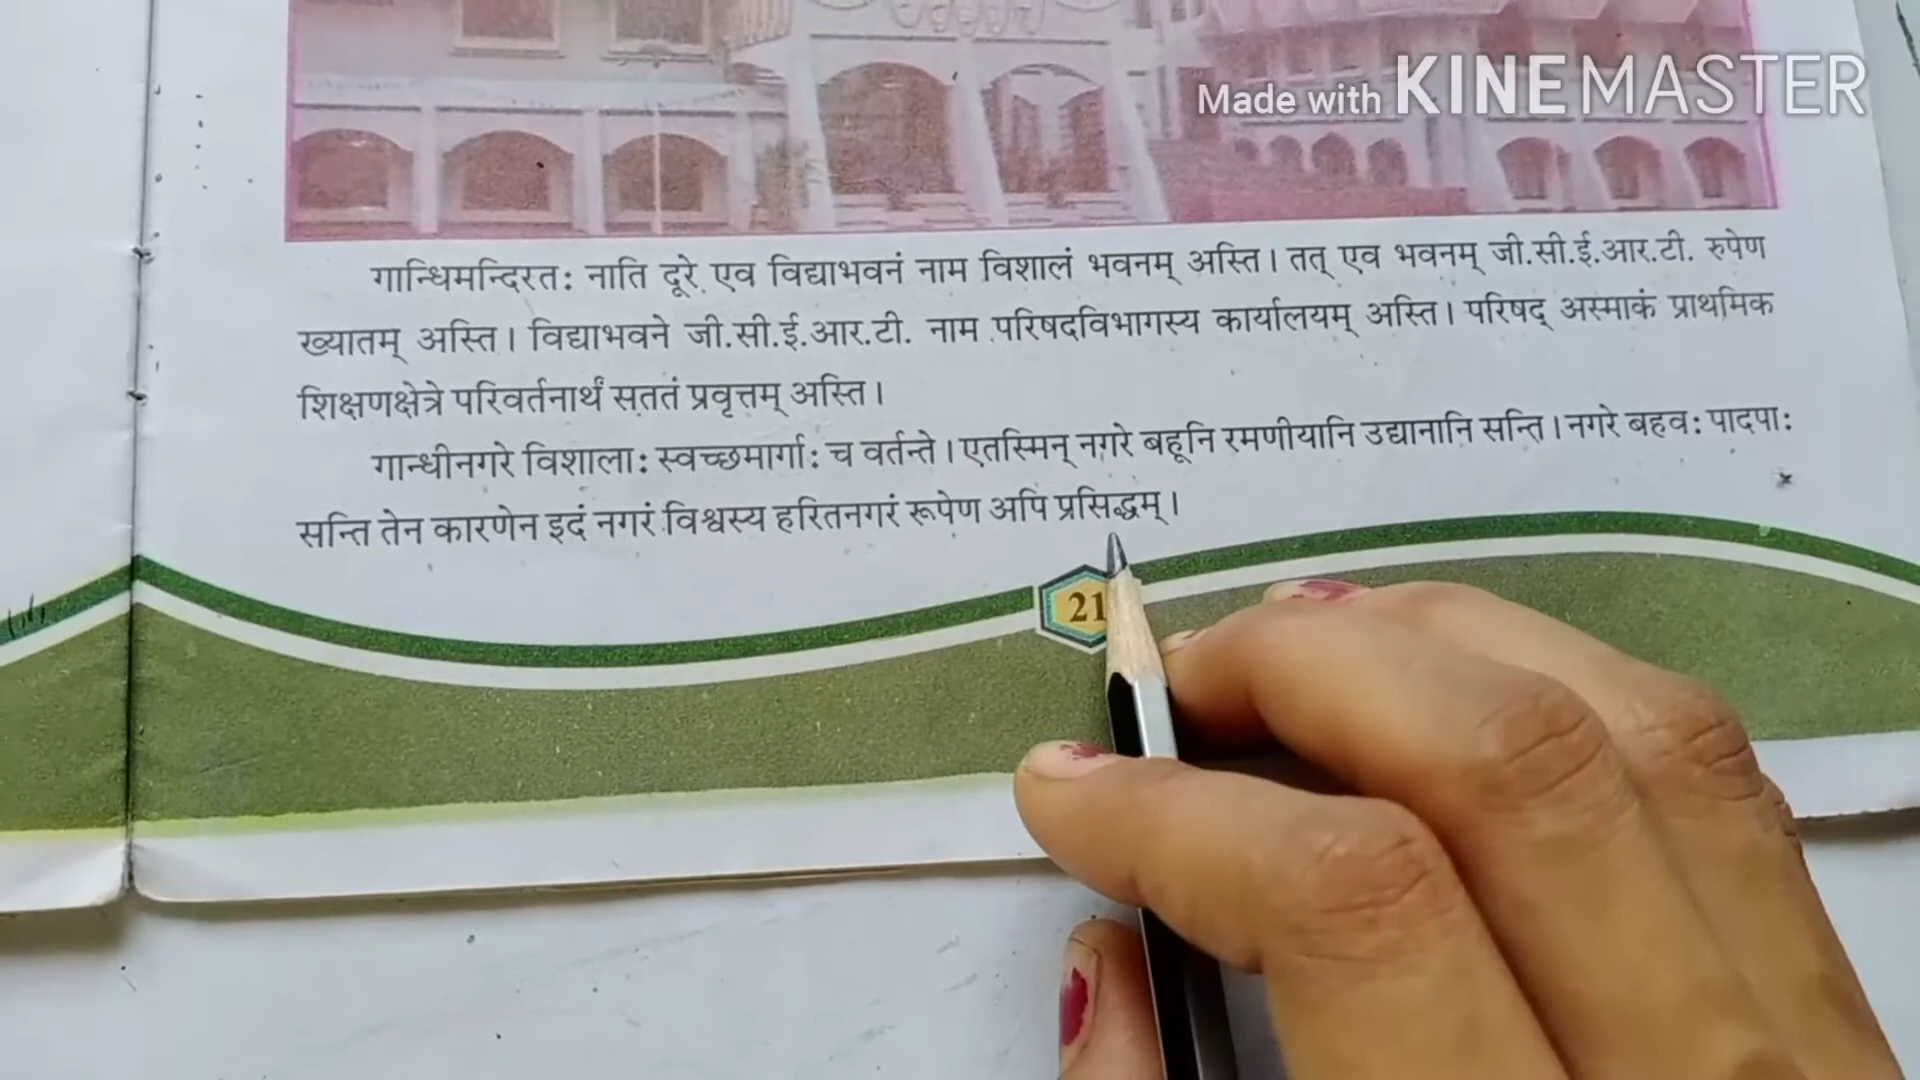 Made with KINEMASTER
गान्धिमन्दिरतः नाति दूरे एव विद्याभवनं नाम विशालं भवनम् अस्ति। तत् एव भवनम् जी.सी.ई.आर.टी. रुपेण
ख्यातम् अस्ति। विद्याभवने जी.सी.ई.आर.टी. नाम परिषदविभागस्य कार्यालयम् अस्ति। परिषद् अस्माकं प्राथमिक
शिक्षणक्षेत्रे परिवर्तनार्थं सततं प्रवृत्तम् अस्ति।
गान्धीनगरे विशालाः स्वच्छमार्गाः च वर्तन्ते। एतस्मिन् नगरे बहूनि रमणीयानि उद्यानानि सन्ति। नगरे बहवः पादपाः
सन्ति तेन कारणेन इदं नगरं विश्वस्य हरितनगरं रूपेण अपि प्रसिद्धम्।
21